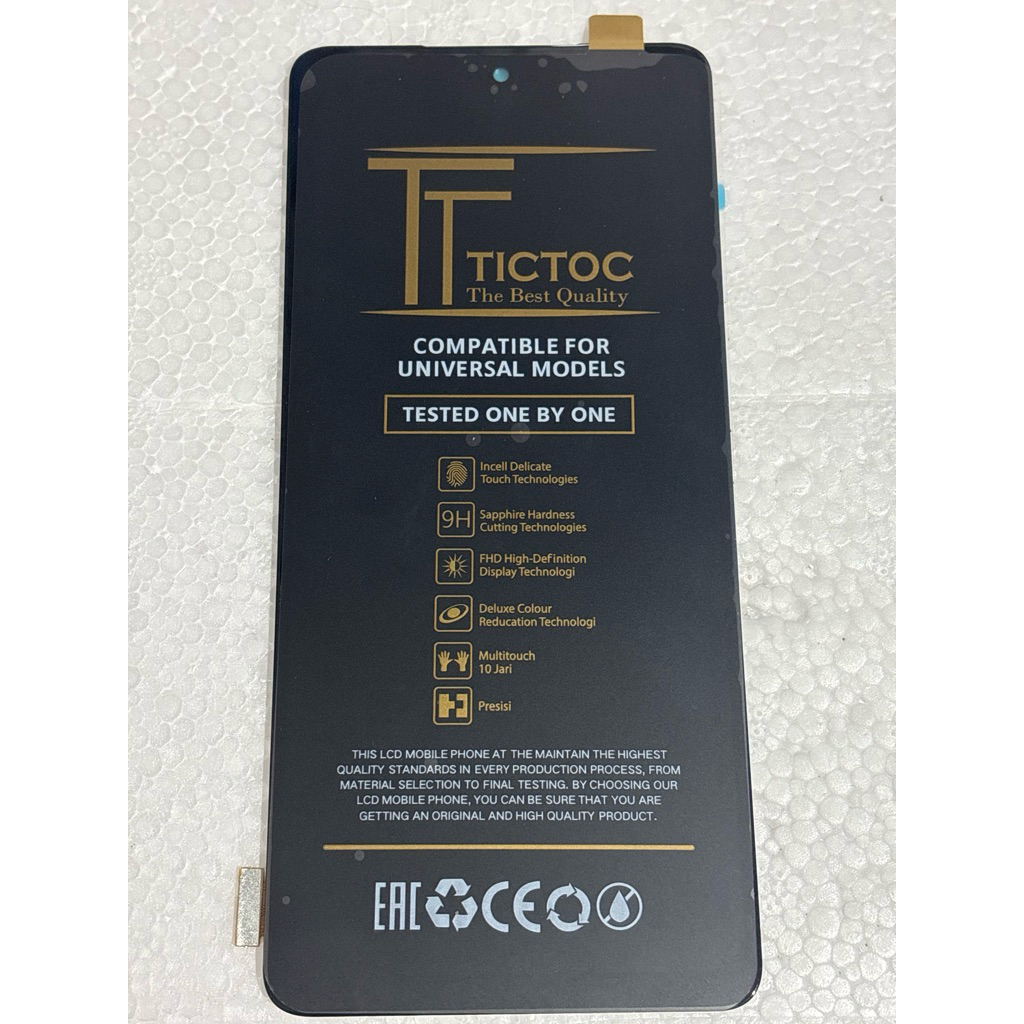 TT
TICTOC
The Best Quality
COMPATIBLE FOR
UNIVERSAL MODELS
TESTED ONE BY ONE
Incell Delicate
Touch Technologies
9H
Sapphire Hardness
Cutting Technologies
FHD High-Definition
Display Technologi
Deluxe Colour
Reducation Technologi
Multitouch
10 Jari
Presisi
THIS LCD MOBILE PHONE AT THE MAINTAIN THE HIGHEST
QUALITY STANDARDS IN EVERY PRODUCTION PROCESS, FROM
MATERIAL SELECTION TO FINAL TESTING. BY CHOOSING OUR
LCD MOBILE PHONE, YOU CAN BE SURE THAT YOU ARE
GETTING AN ORIGINAL AND HIGH QUALITY PRODUCT.
EAC CE